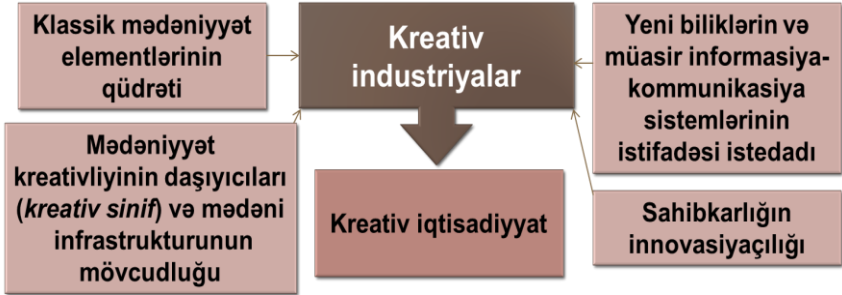 Klassik mədəniyyət
elementlərinin
qüdrəti
Kreativ
industriyalar
Yeni biliklərin və
müasir informasiya-
kommunikasiya
sistemlərinin
istifadəsi istedadı
Mədəniyyət
kreativliyinin daşıyıcıları
(kreativ sinif) və mədəni
infrastrukturunun
mövcudluğu
Kreativ iqtisadiyyat
Sahibkarlığın
innovasiyaçılığı